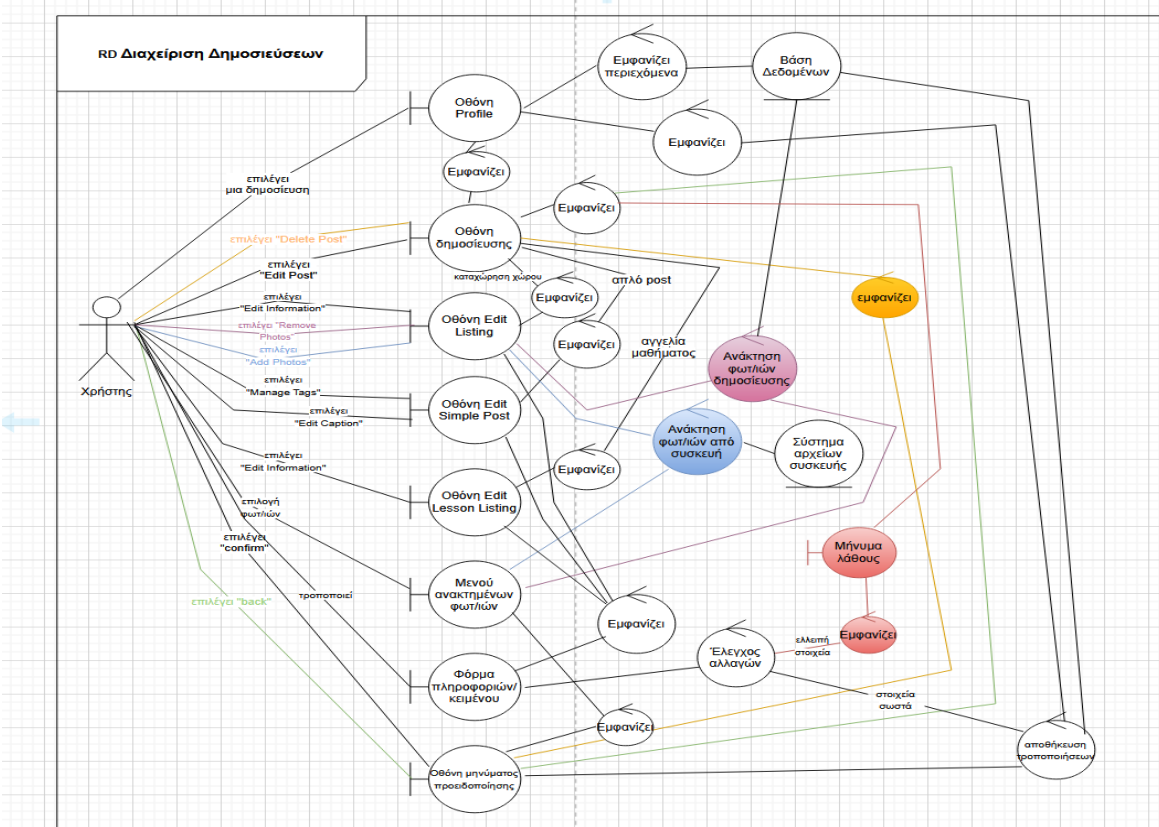 RD Διαχείριση Δημοσιεύσεων
Εμφανίζει
περιεχόμενα
Βάση
Δεδομένων
Οθόνη
Profile
Εμφανίζει
Εμφανίζει
επιλέγει
μια δημοσίευση
Εμφανίζει
Οθόνη
δημοσίευσης
επιλέγει "Delete Post"
επιλέγει
"Edit Post"
καταχώρηση χώρου
απλό post
Εμφανίζει
εμφανίζει
επιλέγει
"Edit Information"
Οθόνη Edit
Listing
επιλέγει "Remove
Photos"
Εμφανίζει
αγγελία
μαθήματος
επιλέγει
"Add Photos"
Ανάκτηση
φωτ/ιών
δημοσίευσης
Χρήστης
επιλέγει
"Manage Tags"
Οθόνη Edit
Simple Post
επιλέγει
"Edit Caption"
Ανάκτηση
φωτ/ιών από
συσκευή
Σύστημα
αρχείων
συσκευής
επιλέγει
"Edit Information"
Εμφανίζει
Οθόνη Edit
Lesson Listing
επιλογή
φωτ/ιών
επιλέγει
"confirm"
Μήνυμα
λάθους
Μενού
ανακτημένων
φωτ/ιών
επιλέγει "back"
τροποποιεί
Εμφανίζει
Εμφανίζει
ελλειπή
στοιχεία
Έλεγχος
αλλαγών
Φόρμα
πληροφοριών/
κειμένου
στοιχεία
σωστά
Εμφανίζει
αποθήκευση
τροποποιήσεων
Οθόνη μηνύματος
προειδοποίησης